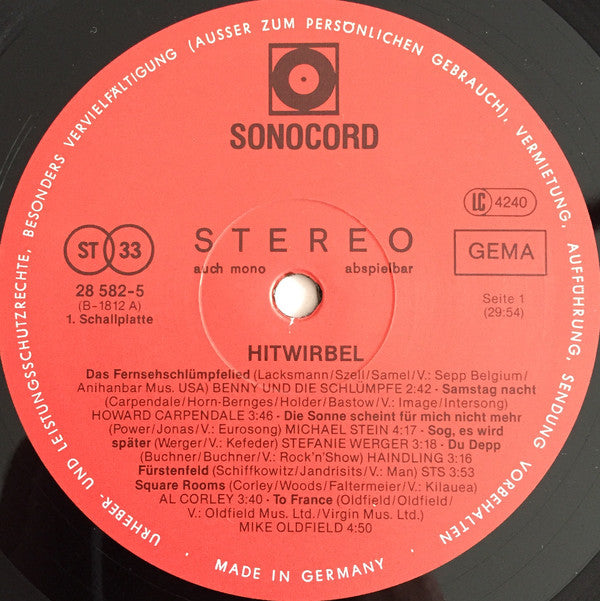 URHEBER- UND LEISTUNGSSCHUTZRECHTE, BESONDERS VERVIELFÄLTIGUNG (AUSSER ZUM PERSÖNLICHEN GEBRAUCH), VERMIETUNG, AUFFÜHRUNG, SENDUNG VORBEHALTEN
SONOCORD
LC 4240
ST 33
STEREO
GEMA
auch mono abspielbar
28 582-5
(B-1812 A)
1. Schallplatte
Seite 1
(29:54)
HITWIRBEL
Das Fernsehschlümpfelied (Lacksmann/Szell/Samel/V.: Sepp Belgium/
Anihanbar Mus. USA) BENNY UND DIE SCHLÜMPFE 2:42 - Samstag nacht
(Carpendale/Horn-Bernges/Holder/Bastow/V.: Image/Intersong)
HOWARD CARPENDALE 3:46 - Die Sonne scheint für mich nicht mehr
(Power/Jonas/V.: Eurosong) MICHAEL STEIN 4:17 - Sog, es wird
später (Werger/V.: Kefeder) STEFANIE WERGER 3:18 - Du Depp
(Buchner/Buchner/V.: Rock'n'Show) HAINDLING 3:16
Fürstenfeld (Schiffkowitz/Jandrisits/V.: Man) STS 3:53
Square Rooms (Corley/Woods/Faltermeier/V.: Kilauea)
AL CORLEY 3:40 - To France (Oldfield/Oldfield/
V.: Oldfield Mus. Ltd./Virgin Mus. Ltd.)
MIKE OLDFIELD 4:50
· MADE IN GERMANY ·